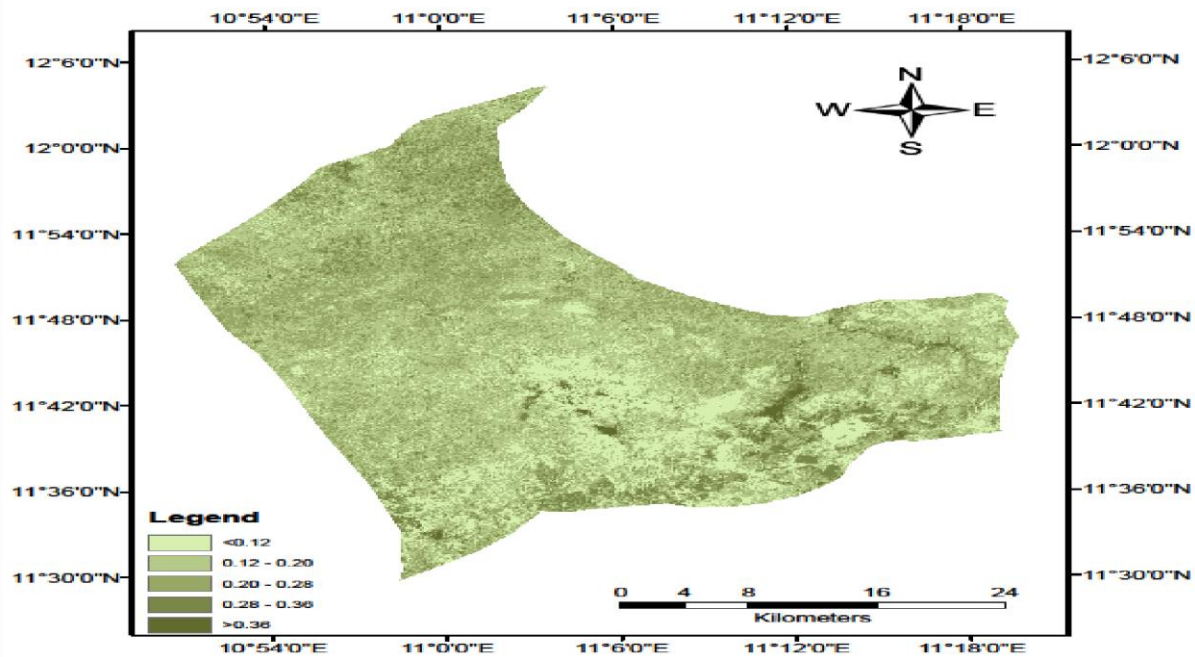 10°54'0"E 11°0'0"E 11°6'0"E 11°12'0"E 11°18'0"E
12°6'0"N 12°6'0"N
N
W E
S
12°0'0"N 12°0'0"N
11°54'0"N 11°54'0"N
11°48'0"N 11°48'0"N
11°42'0"N 11°42'0"N
11°36'0"N 11°36'0"N
Legend
<0.12
0.12 - 0.20
0.20 - 0.28
0.28 - 0.36
>0.36
11°30'0"N 11°30'0"N
0 4 8 16 24
Kilometers
10°54'0"E 11°0'0"E 11°6'0"E 11°12'0"E 11°18'0"E